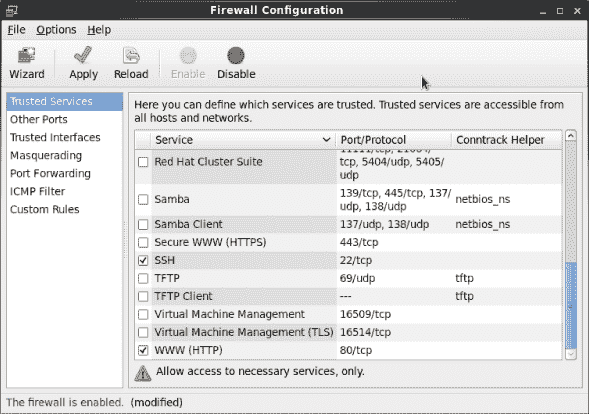 Firewall Configuration
File Options Help
Wizard Apply Reload Enable Disable
Trusted Services
Other Ports
Trusted Interfaces
Masquerading
Port Forwarding
ICMP Filter
Custom Rules
Here you can define which services are trusted. Trusted services are accessible from
all hosts and networks.
Service Port/Protocol Conntrack Helper
Red Hat Cluster Suite
tcp, 5404/udp, 5405/
udp
Samba
139/tcp, 445/tcp, 137/
udp, 138/udp
netbios_ns
Samba Client 137/udp, 138/udp netbios_ns
Secure WWW (HTTPS) 443/tcp
SSH 22/tcp
TFTP 69/udp tftp
TFTP Client --- tftp
Virtual Machine Management 16509/tcp
Virtual Machine Management (TLS) 16514/tcp
WWW (HTTP) 80/tcp
Allow access to necessary services, only.
The firewall is enabled. (modified)